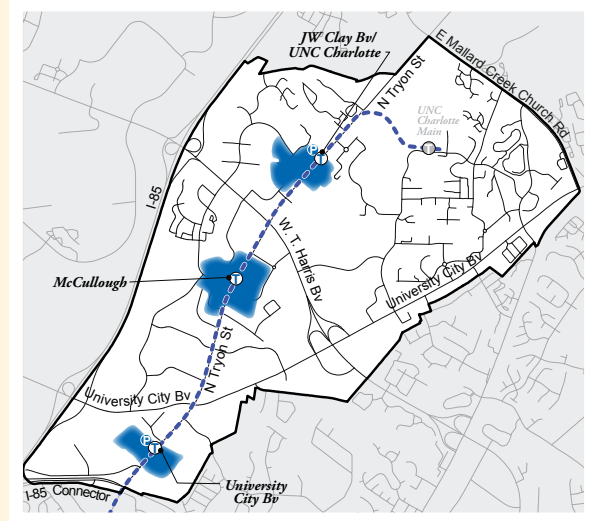 JW Clay Bv/
UNC Charlotte
N Tryon St
E Mallard Creek Church Rd
UNC
Charlotte
Main
T
P
T
I-85
W. T. Harris Bv
McCullough
T
University City Bv
N Tryon St
University City Bv
P
T
University
City Bv
I-85 Connector